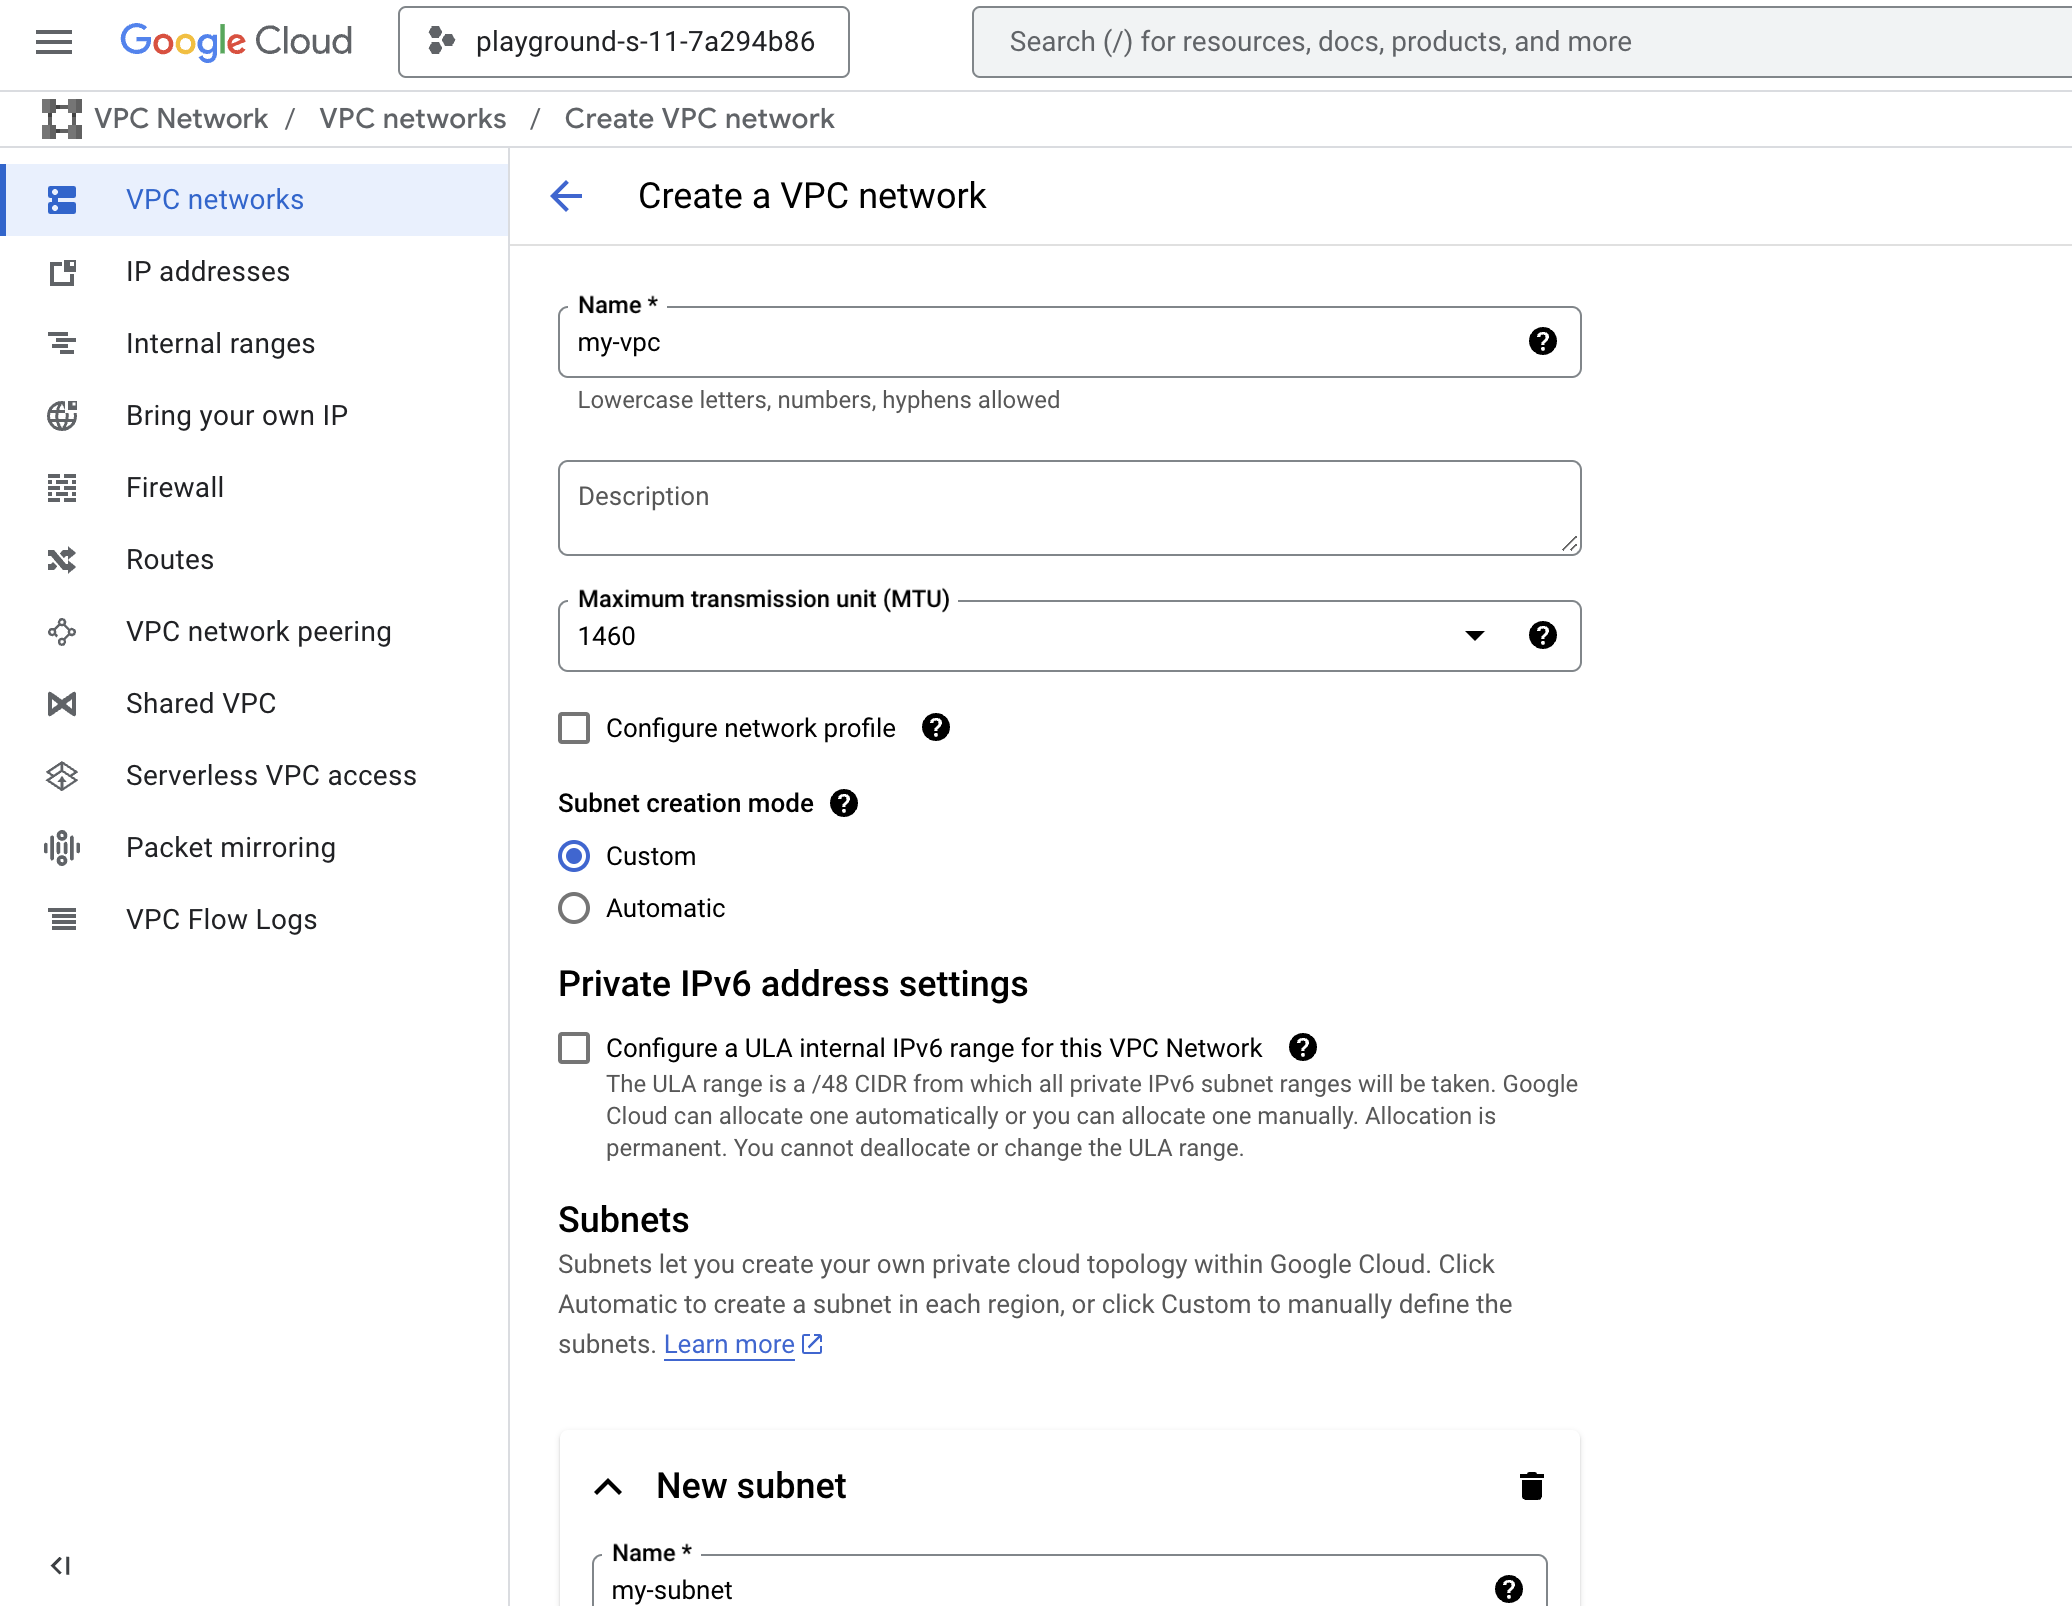 Google Cloud
playground-s-11-7a294b86
Search (/) for resources, docs, products, and more
VPC Network / VPC networks / Create VPC network
VPC networks
IP addresses
Internal ranges
Bring your own IP
Firewall
Routes
VPC network peering
Shared VPC
Serverless VPC access
Packet mirroring
VPC Flow Logs
Create a VPC network
Name *
my-vpc
Lowercase letters, numbers, hyphens allowed
Description
Maximum transmission unit (MTU)
1460
Configure network profile
Subnet creation mode
Custom
Automatic
Private IPv6 address settings
Configure a ULA internal IPv6 range for this VPC Network
The ULA range is a /48 CIDR from which all private IPv6 subnet ranges will be taken. Google
Cloud can allocate one automatically or you can allocate one manually. Allocation is
permanent. You cannot deallocate or change the ULA range.
Subnets
Subnets let you create your own private cloud topology within Google Cloud. Click
Automatic to create a subnet in each region, or click Custom to manually define the
subnets. Learn more
New subnet
Name *
my-subnet